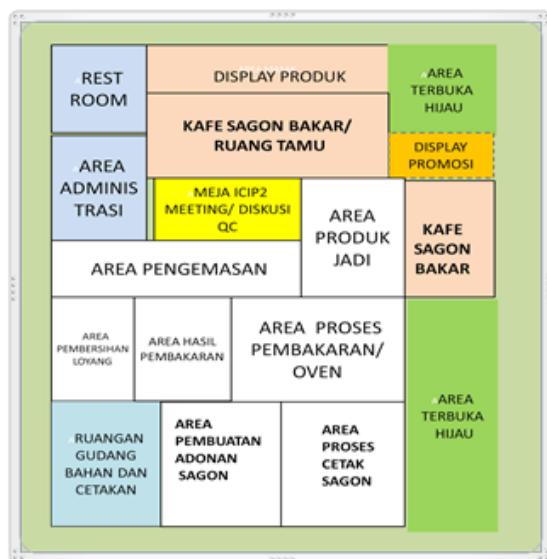 REST
ROOM
DISPLAY PRODUK
AREA
TERBUKA
HIJAU
KAFE SAGON BAKAR/
RUANG TAMU
DISPLAY
PROMOSI
AREA
ADMINIS
TRASI
MEJA ICIP2
MEETING/ DISKUSI
QC
AREA
PRODUK
JADI
KAFE
SAGON
BAKAR
AREA PENGEMASAN
AREA
PEMBERSIHAN
LOYANG
AREA HASIL
PEMBAKARAN
AREA PROSES
PEMBAKARAN/
OVEN
AREA
TERBUKA
HIJAU
RUANGAN
GUDANG
BAHAN DAN
CETAKAN
AREA
PEMBUATAN
ADONAN
SAGON
AREA
PROSES
CETAK
SAGON